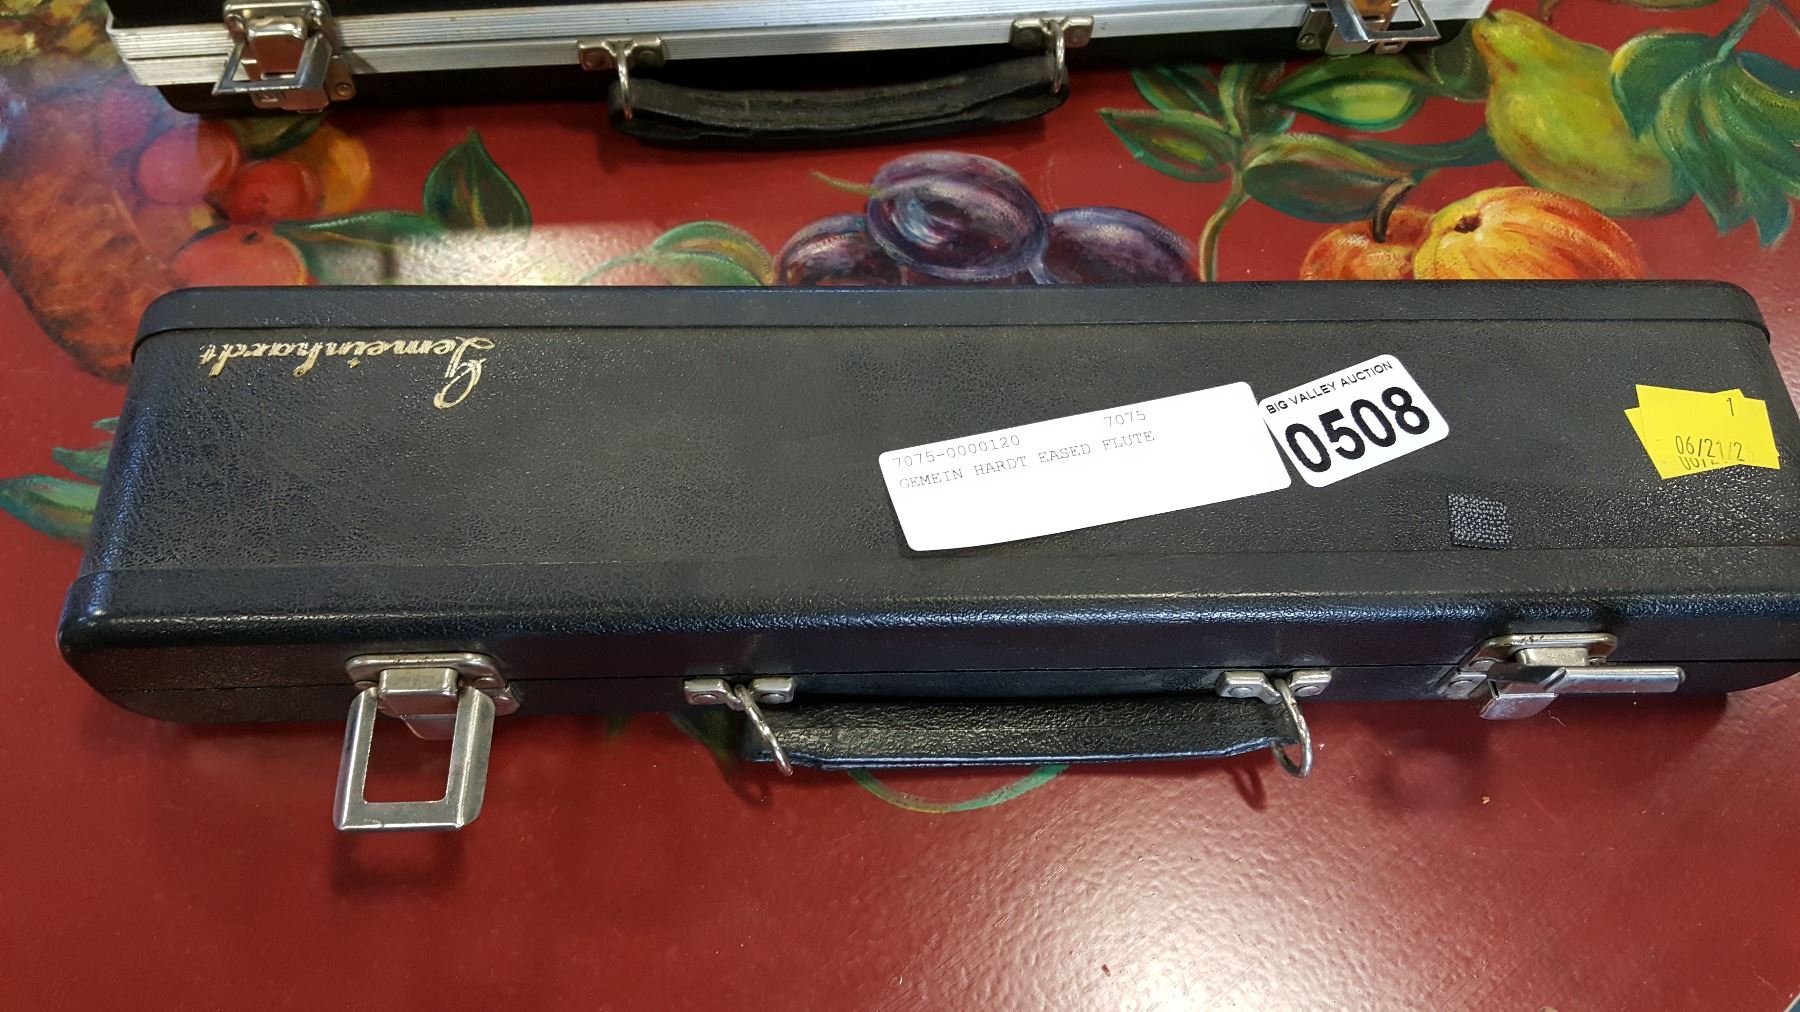 Gemeinhardt
7075-0000120 7075
GEMEIN HARDT EASED FLUTE
BIG VALLEY AUCTION
0508
1
06/21/2